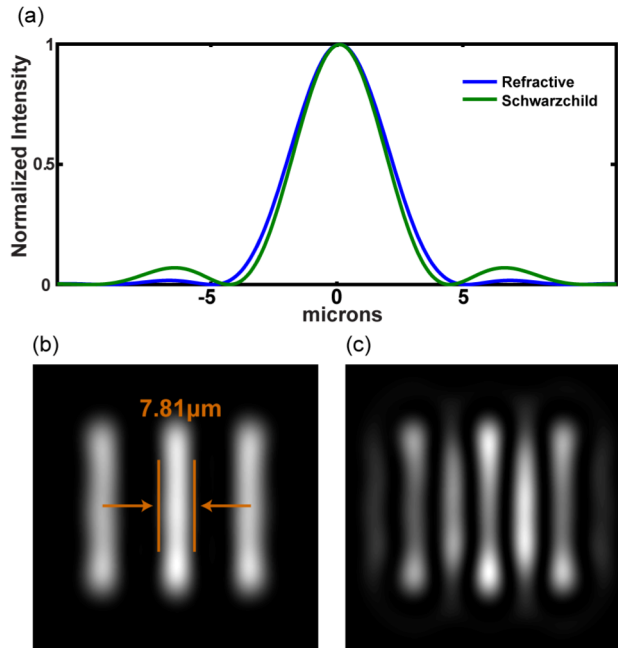 (a)
Normalized Intensity
1
0.5
0
Refractive
Schwarzchild
-5
0
5
microns
(b)
(c)
7.81µm